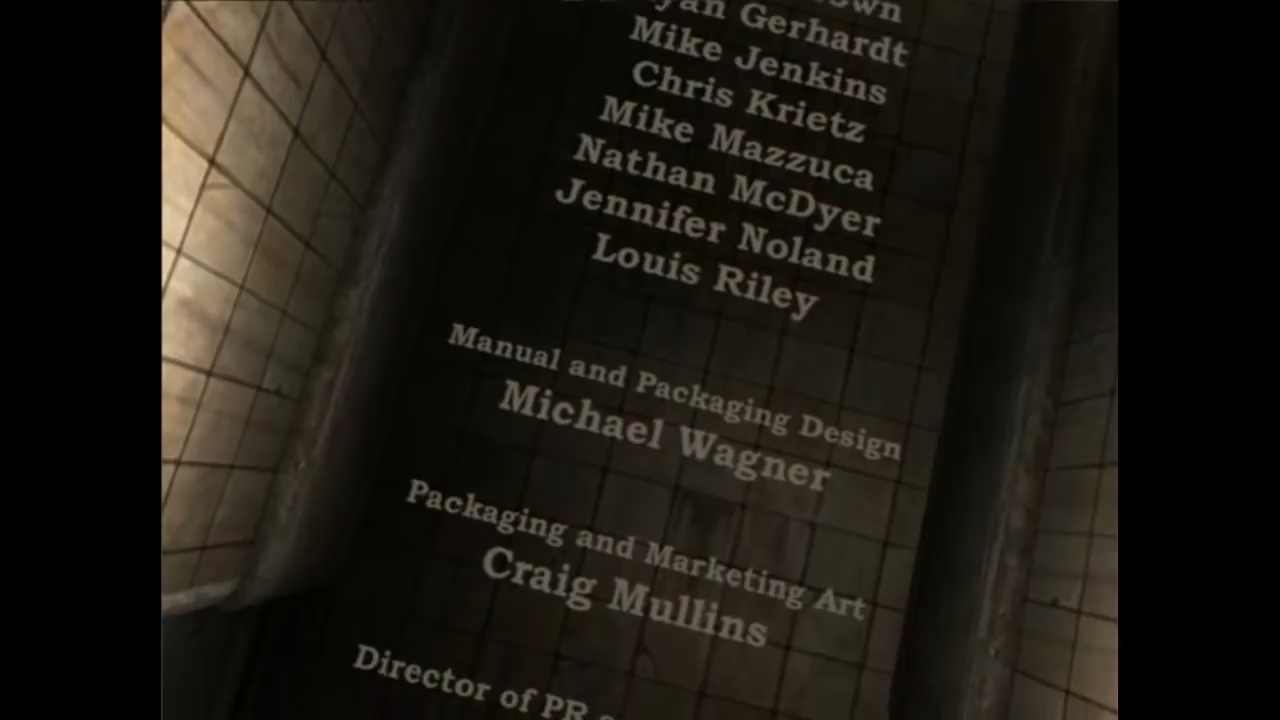 Gerhardt
Mike Jenkins
Chris Krietz
Mike Mazzuca
Nathan McDyer
Jennifer Noland
Louis Riley
Manual and Packaging Design
Michael Wagner
Packaging and Marketing Art
Craig Mullins
Director of PR